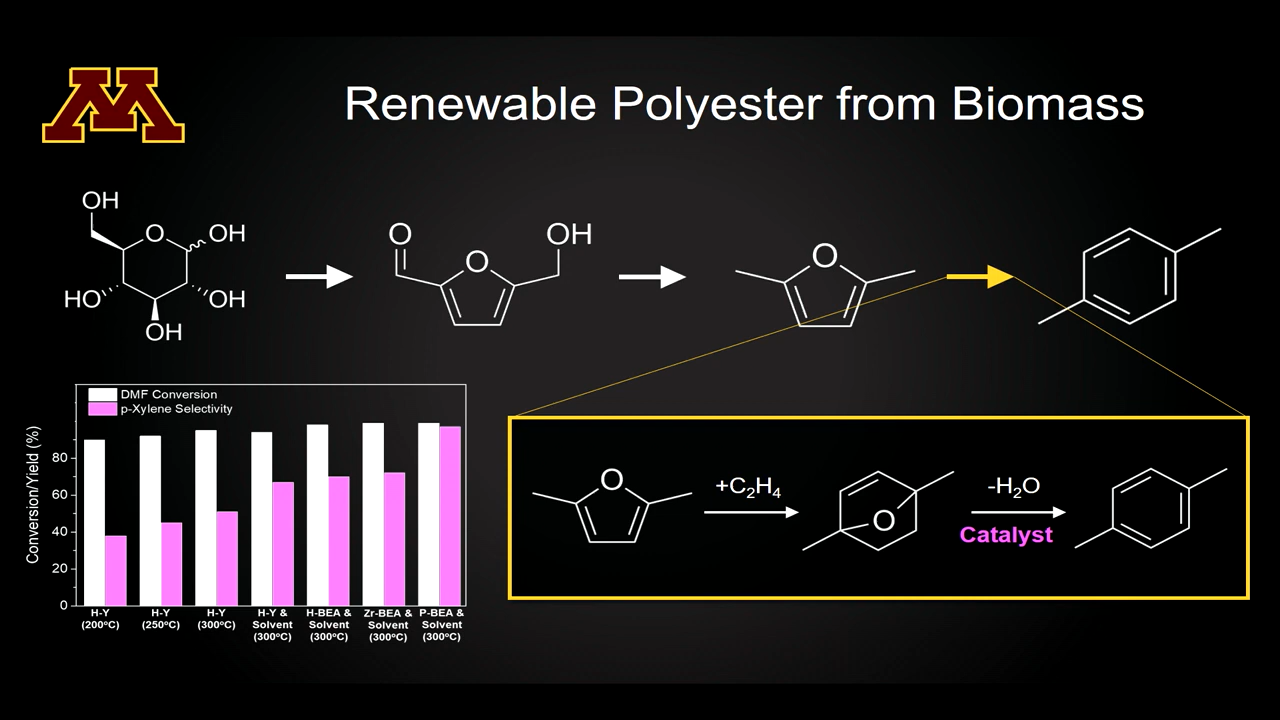 M
Renewable Polyester from Biomass
OH
O
OH
HO
OH
OH
O
OH
O
O
DMF Conversion
p-Xylene Selectivity
Conversion/Yield (%)
80
60
40
20
0
H-Y
(200ºC)
H-Y
(250ºC)
H-Y
(300ºC)
H-Y &
Solvent
(300ºC)
H-BEA &
Solvent
(300ºC)
Zr-BEA &
Solvent
(300ºC)
P-BEA &
Solvent
(300ºC)
O
+C₂H₄
O
-H₂O
Catalyst